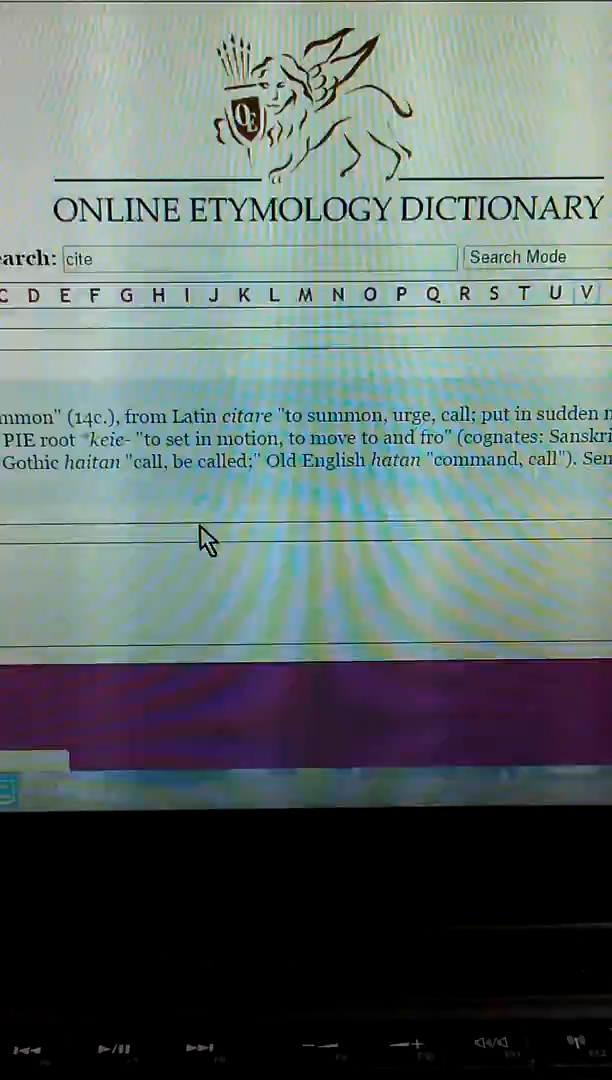 OE
ONLINE ETYMOLOGY DICTIONARY
earch: cite Search Mode
C D E F G H I J K L M N O P Q R S T U V
mmon" (14c.), from Latin citare "to summon, urge, call; put in sudden
PIE root *keie- "to set in motion, to move to and fro" (cognates: Sanskri
Gothic haitan "call, be called;" Old English hatan "command, call"). Sen